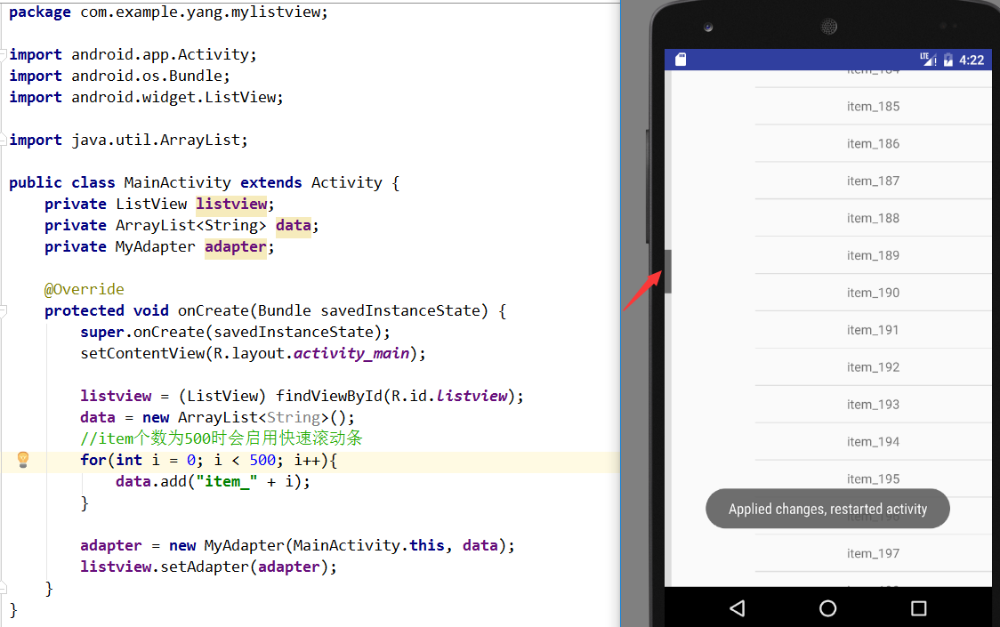 package com.example.yang.mylistview;
import android.app.Activity;
import android.os.Bundle;
import android.widget.ListView;
import java.util.ArrayList;
public class MainActivity extends Activity {
private ListView listview;
private ArrayList<String> data;
private MyAdapter adapter;
@Override
protected void onCreate(Bundle savedInstanceState) {
super.onCreate(savedInstanceState);
setContentView(R.layout.activity_main);
listview = (ListView) findViewById(R.id.listview);
data = new ArrayList<String>();
//item个数为500时会启用快速滚动条
for(int i = 0; i < 500; i++){
data.add("item_" + i);
}
adapter = new MyAdapter(MainActivity.this, data);
listview.setAdapter(adapter);
}
}
LTE 4:22
item_184
item_185
item_186
item_187
item_188
item_189
item_190
item_191
item_192
item_193
item_194
item_195
Applied changes, restarted activity
item_196
item_197